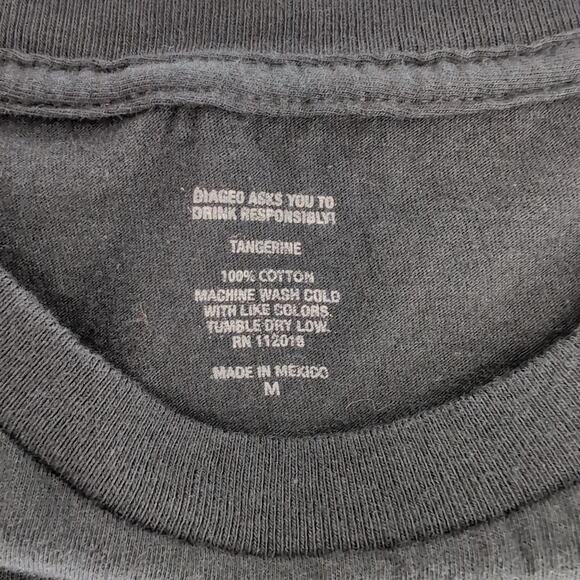 DIAGEO ASKS YOU TO
DRINK RESPONSIBLY!
TANGERINE
100% COTTON
MACHINE WASH COLD
WITH LIKE COLORS.
TUMBLE DRY LOW.
RN 112015
MADE IN MEXICO
M